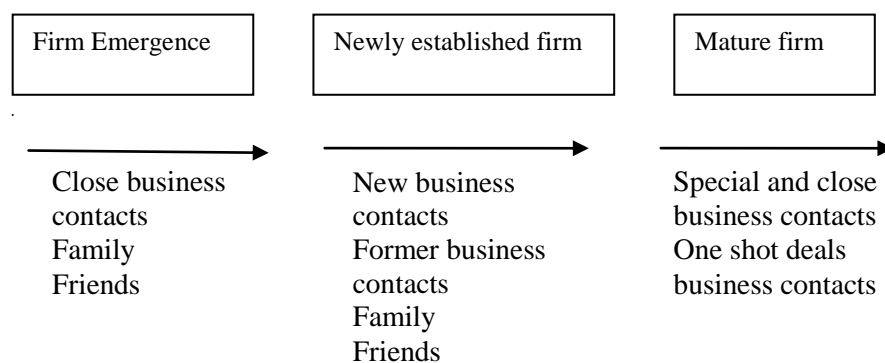 Firm Emergence
Newly established firm
Mature firm
Close business
contacts
Family
Friends
New business
contacts
Former business
contacts
Family
Friends
Special and close
business contacts
One shot deals
business contacts